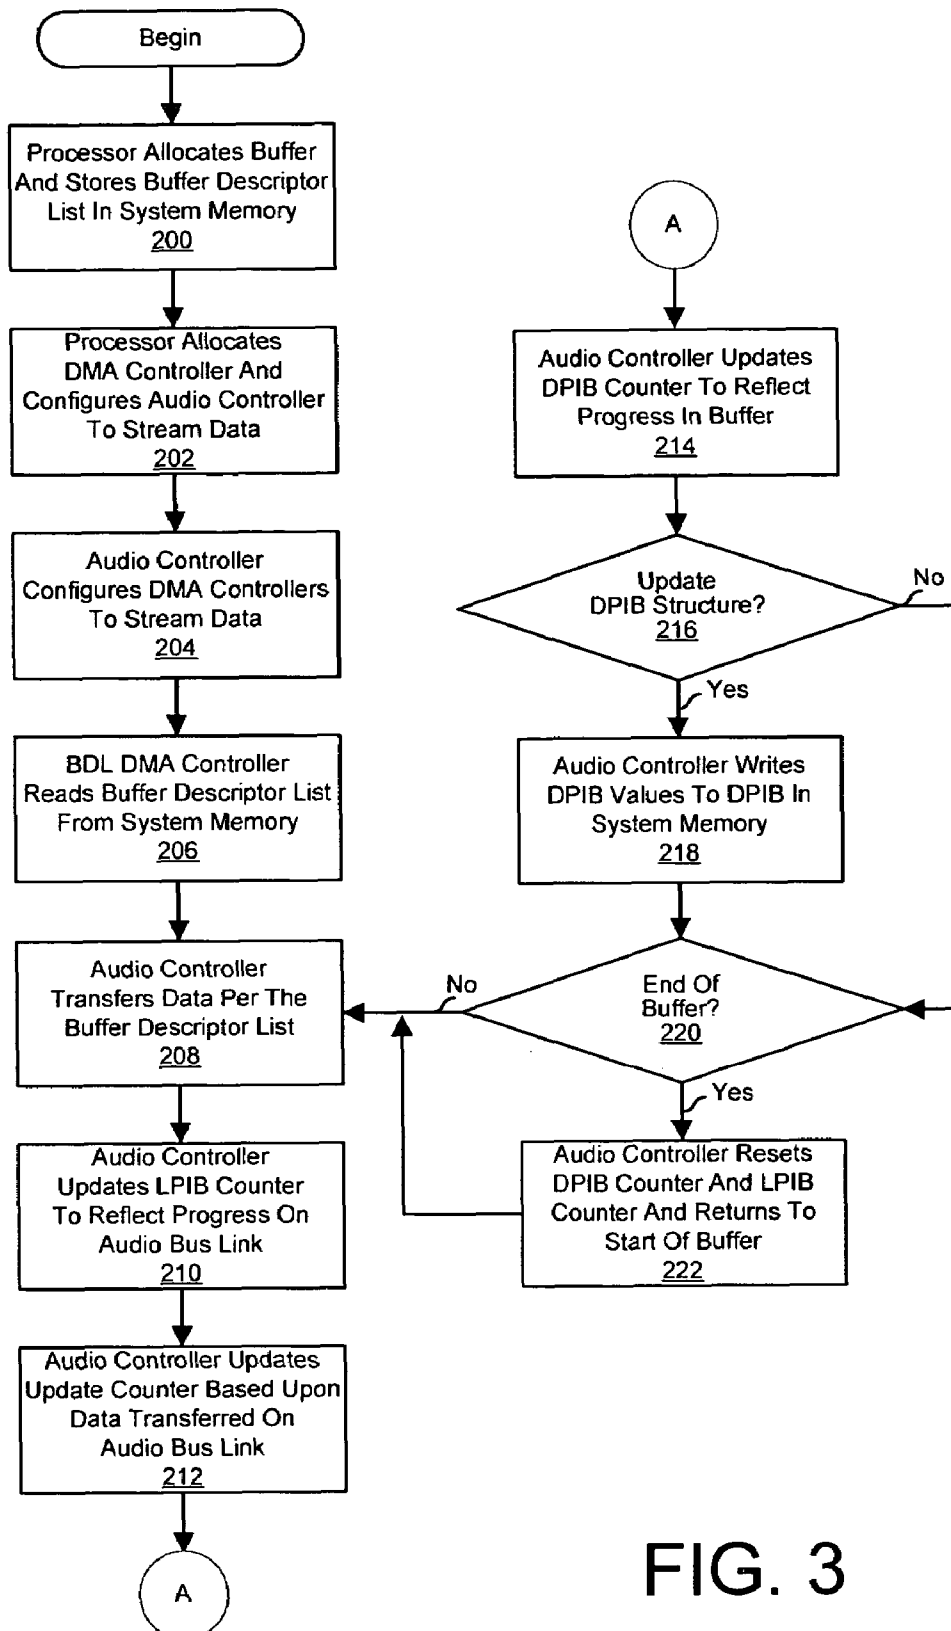 Begin
Processor Allocates Buffer
And Stores Buffer Descriptor
List In System Memory
200
Processor Allocates
DMA Controller And
Configures Audio Controller
To Stream Data
202
Audio Controller
Configures DMA Controllers
To Stream Data
204
BDL DMA Controller
Reads Buffer Descriptor List
From System Memory
206
Audio Controller
Transfers Data Per The
Buffer Descriptor List
208
Audio Controller
Updates LPIB Counter
To Reflect Progress On
Audio Bus Link
210
Audio Controller Updates
Update Counter Based Upon
Data Transferred On
Audio Bus Link
212
A
A
Audio Controller Updates
DPIB Counter To Reflect
Progress In Buffer
214
Update
DPIB Structure?
216
No
Yes
Audio Controller Writes
DPIB Values To DPIB In
System Memory
218
End Of
Buffer?
220
No
Yes
Audio Controller Resets
DPIB Counter And LPIB
Counter And Returns To
Start Of Buffer
222
FIG. 3